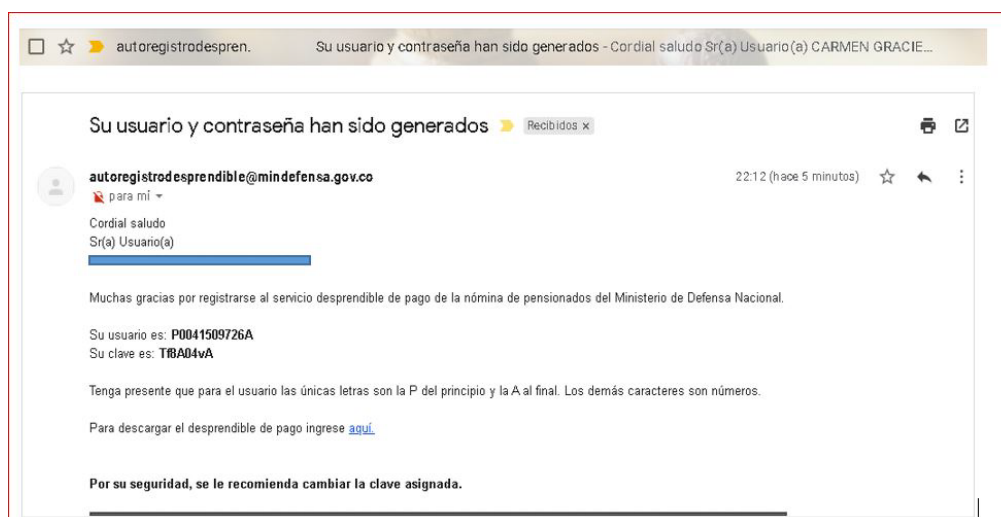 autoregistrodespren. Su usuario y contraseña han sido generados - Cordial saludo Sr(a) Usuario(a) CARMEN GRACIE...
Su usuario y contraseña han sido generados Recibidos x
autoregistrodesprendible@mindefensa.gov.co 22:12 (hace 5 minutos)
para mí
Cordial saludo
Sr(a) Usuario(a)
Muchas gracias por registrarse al servicio desprendible de pago de la nómina de pensionados del Ministerio de Defensa Nacional.
Su usuario es: P0041509726A
Su clave es: Tf8A04vA
Tenga presente que para el usuario las únicas letras son la P del principio y la A al final. Los demás caracteres son números.
Para descargar el desprendible de pago ingrese aquí.
Por su seguridad, se le recomienda cambiar la clave asignada.